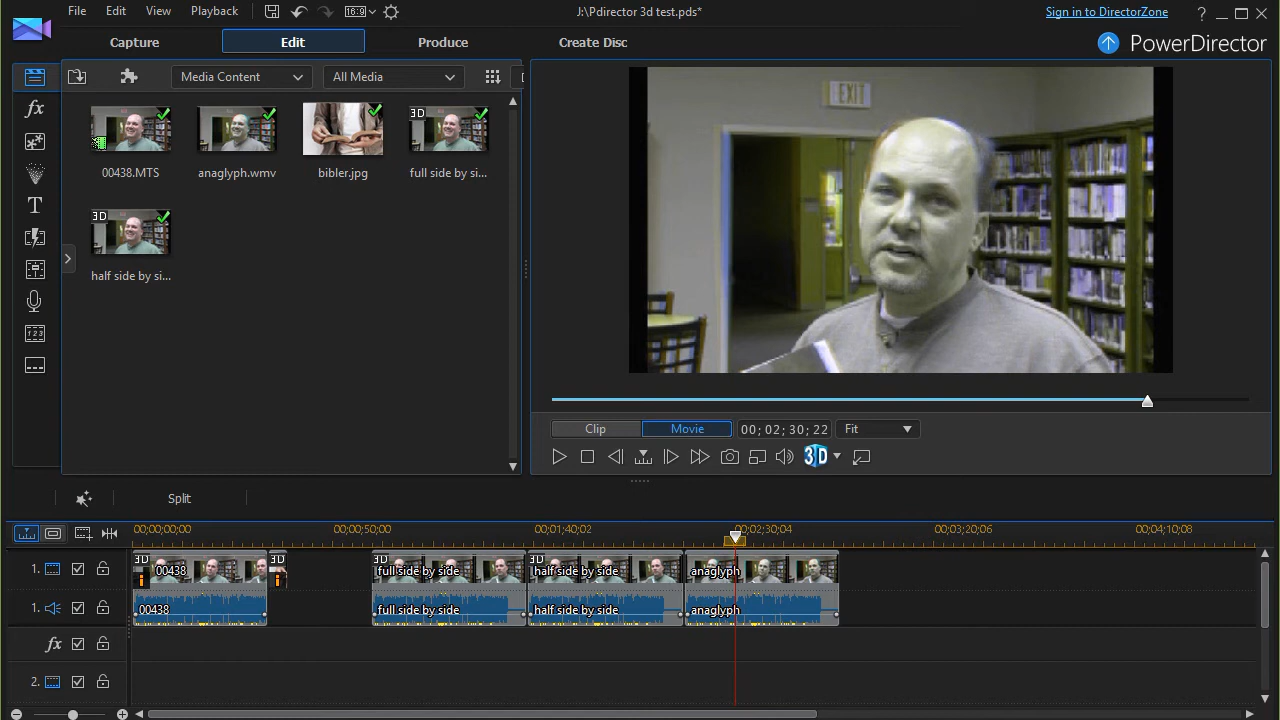 File Edit View Playback 16:9 J:\Pdirector 3d test.pds* Sign in to DirectorZone ?
Capture Edit Produce Create Disc PowerDirector
Media Content All Media
fx
3D
00438.MTS anaglyph.wmv bibler.jpg full side by si...
3D
half side by si...
T
EXIT
Clip Movie 00; 02; 30; 22 Fit
3D
Split
00;00;00;00 00;00;50;00 00;01;40;02 00;02;30;04 00;03;20;06 00;04;10;08
3D 3D 3D 3D
1. 00438 full side by side half side by side anaglyph
1. 00438 full side by side half side by side anaglyph
fx
2.